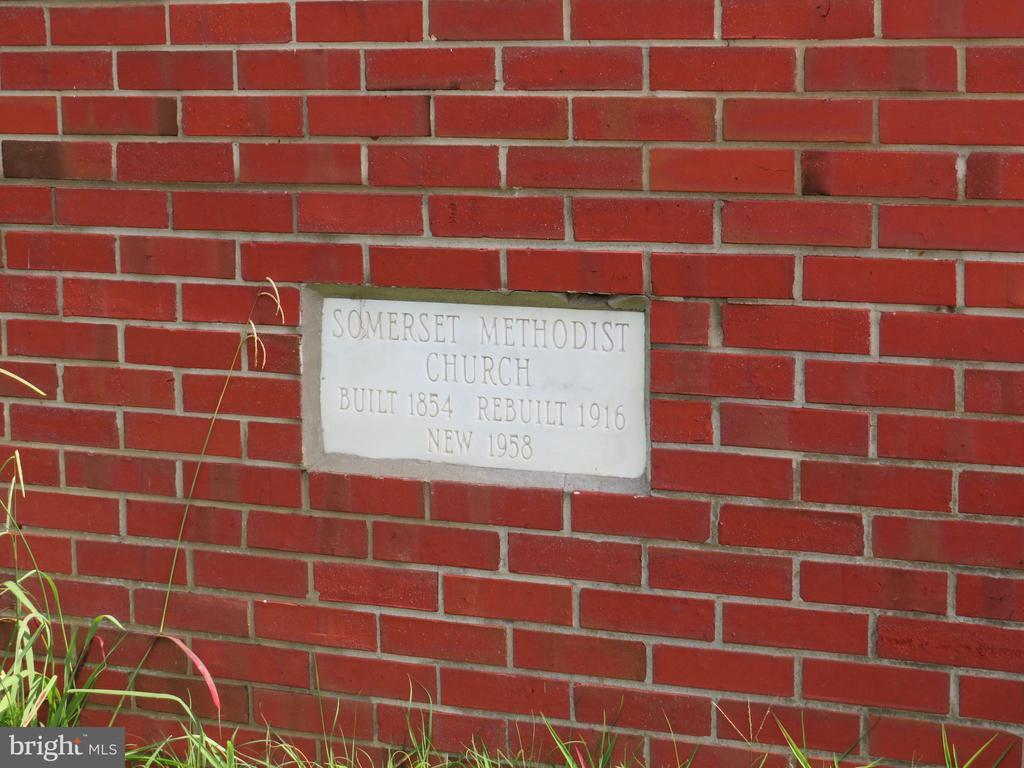 SOMERSET METHODIST
CHURCH
BUILT 1854 REBUILT 1916
NEW 1958
bright MLS